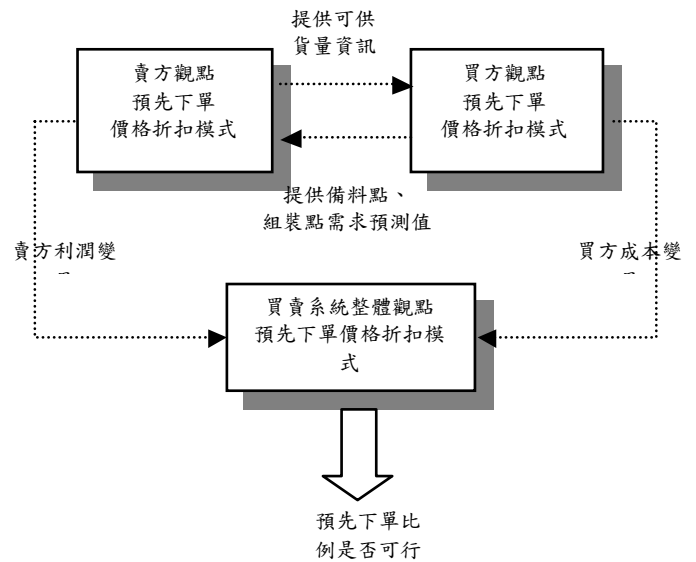 提供可供
貨量資訊
賣方觀點
預先下單
價格折扣模式
買方觀點
預先下單
價格折扣模式
提供備料點、
組裝點需求預測值
賣方利潤變
買方成本變
買賣系統整體觀點
預先下單價格折扣模
式
預先下單比
例是否可行